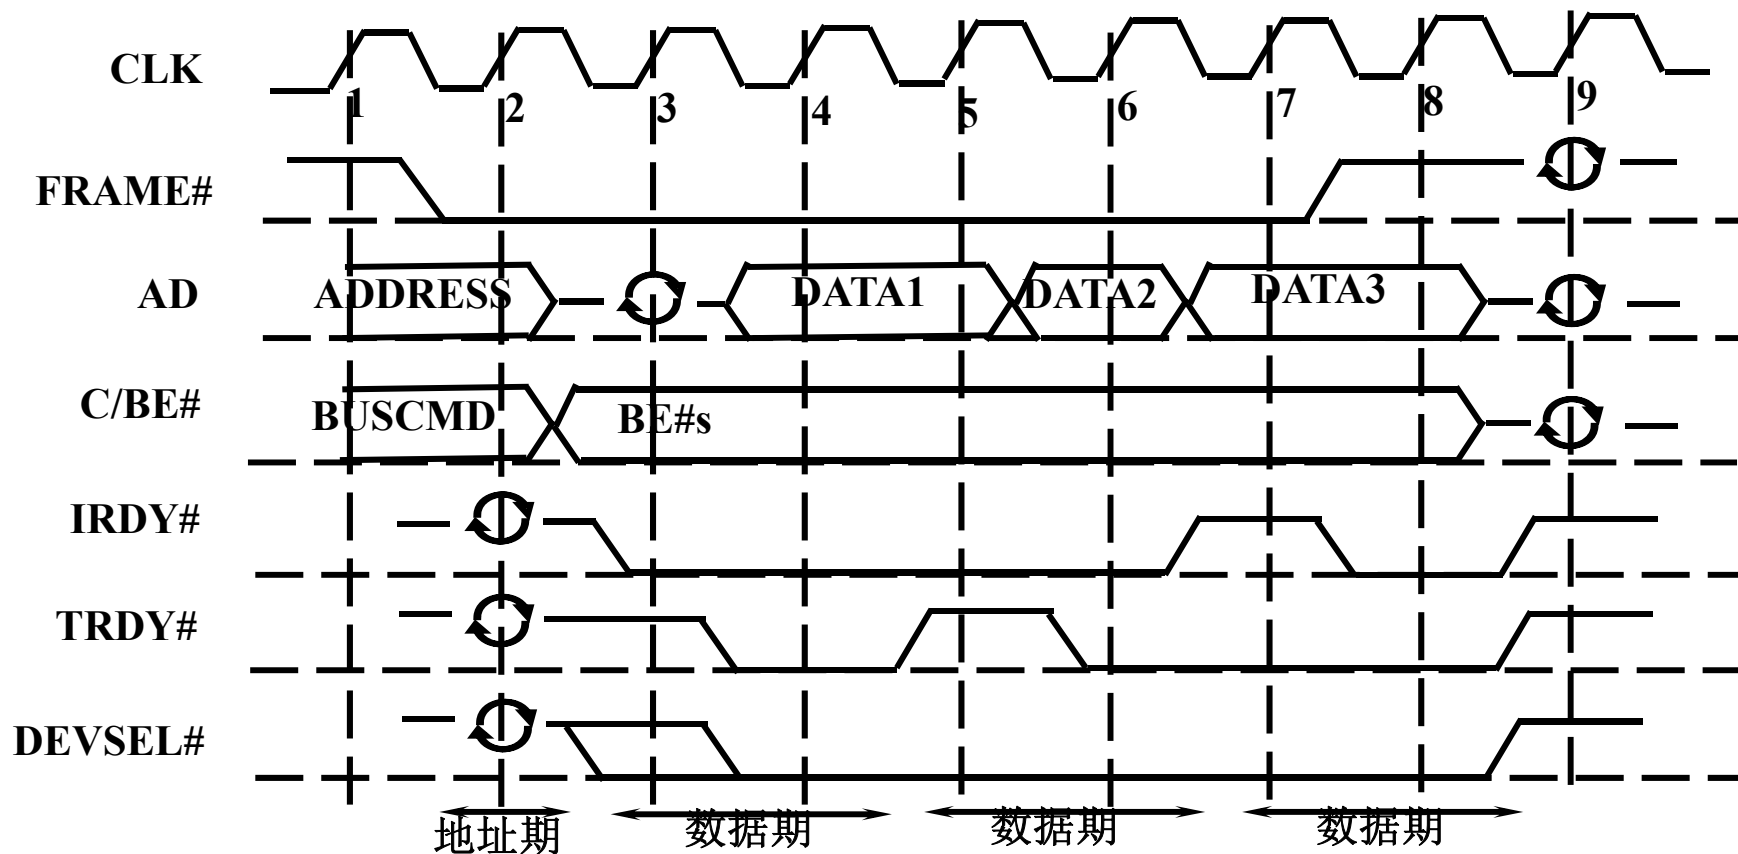 CLK
1 2 3 4 5 6 7 8 9
FRAME#
AD ADDRESS DATA1 DATA2 DATA3
C/BE# BUSCMD BE#s
IRDY#
TRDY#
DEVSEL#
地址期 数据期 数据期 数据期